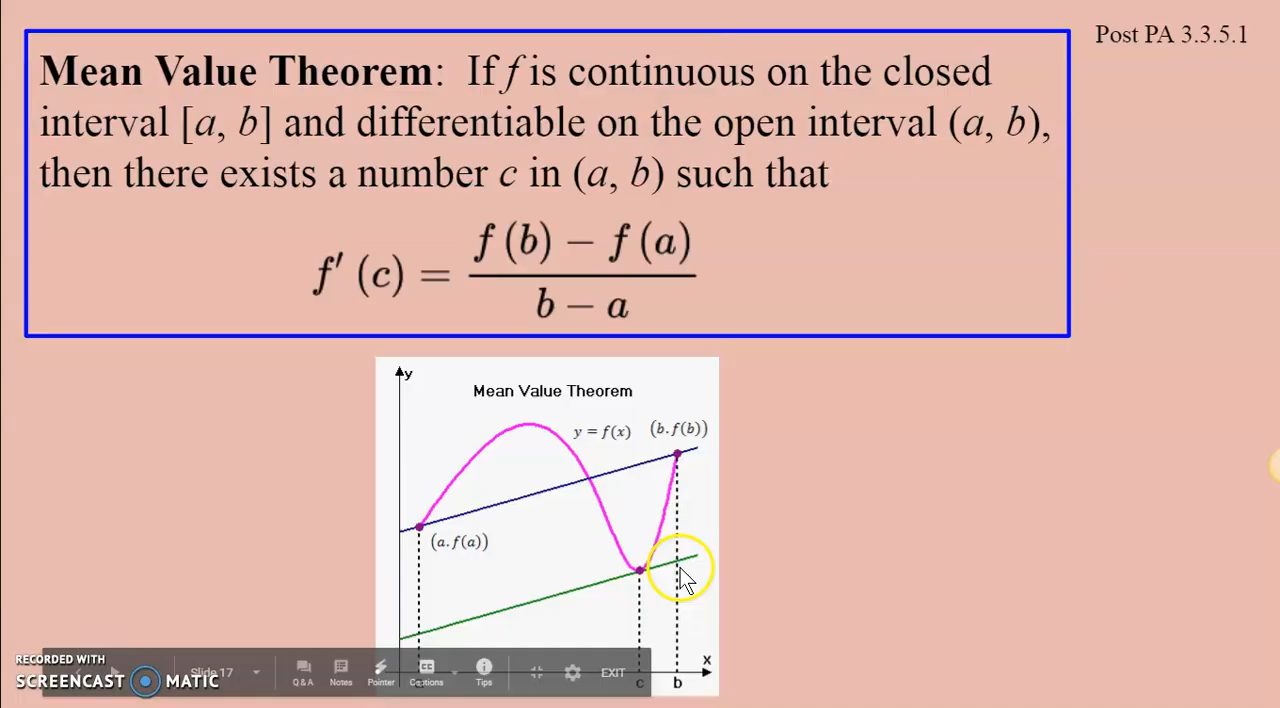 Post PA 3.3.5.1
Mean Value Theorem: If f is continuous on the closed
interval [a, b] and differentiable on the open interval (a, b),
then there exists a number c in (a, b) such that
f′ (c) = f (b) − f (a) / b − a
y
Mean Value Theorem
y = f(x)
(b.f(b))
(a.f(a))
x
c
b
RECORDED WITH
SCREENCAST MATIC
Slide 17
Q & A
Notes
Pointer
CC
Captions
Tips
EXIT